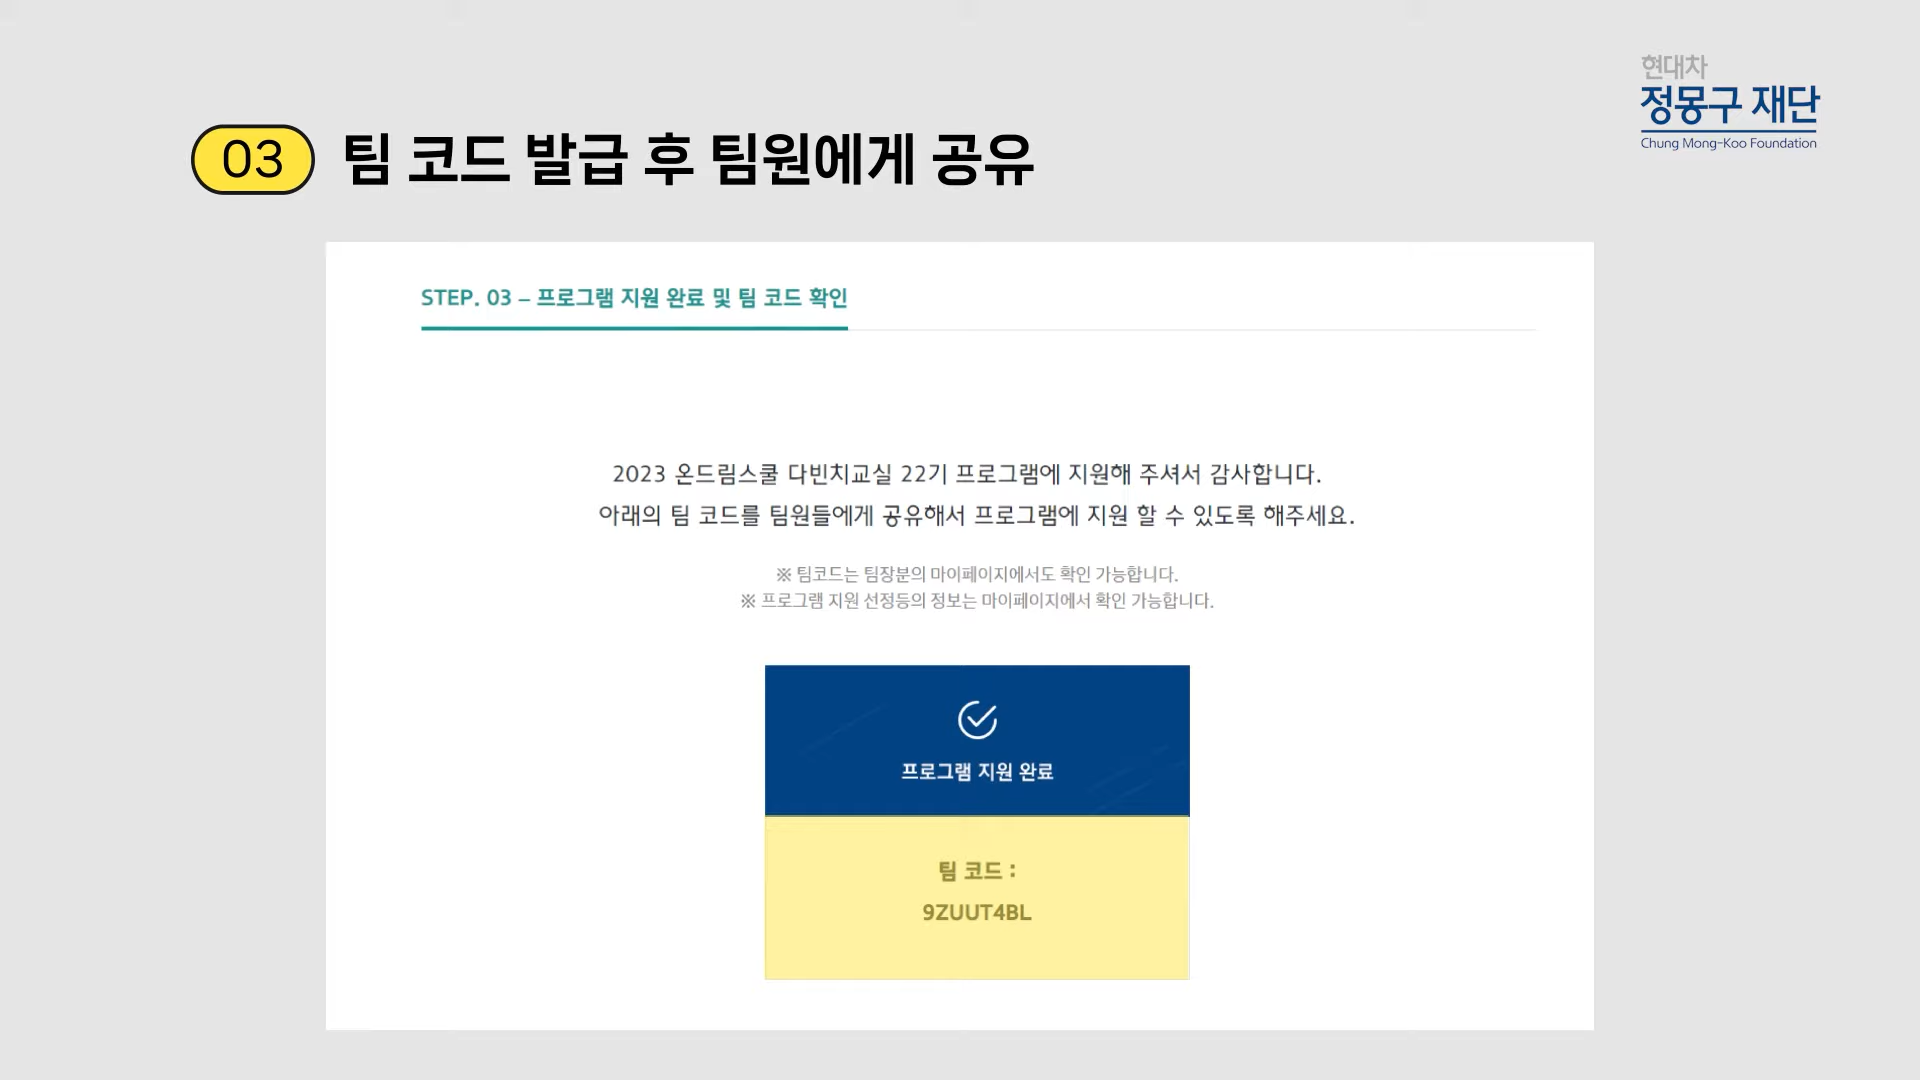 현대차
정몽구 재단
Chung Mong-Koo Foundation
03 팀 코드 발급 후 팀원에게 공유
STEP. 03 – 프로그램 지원 완료 및 팀 코드 확인
2023 온드림스쿨 다빈치교실 22기 프로그램에 지원해 주셔서 감사합니다.
아래의 팀 코드를 팀원들에게 공유해서 프로그램에 지원 할 수 있도록 해주세요.
※ 팀코드는 팀장분의 마이페이지에서도 확인 가능합니다.
※ 프로그램 지원 선정등의 정보는 마이페이지에서 확인 가능합니다.
프로그램 지원 완료
팀 코드 :
9ZUUT4BL